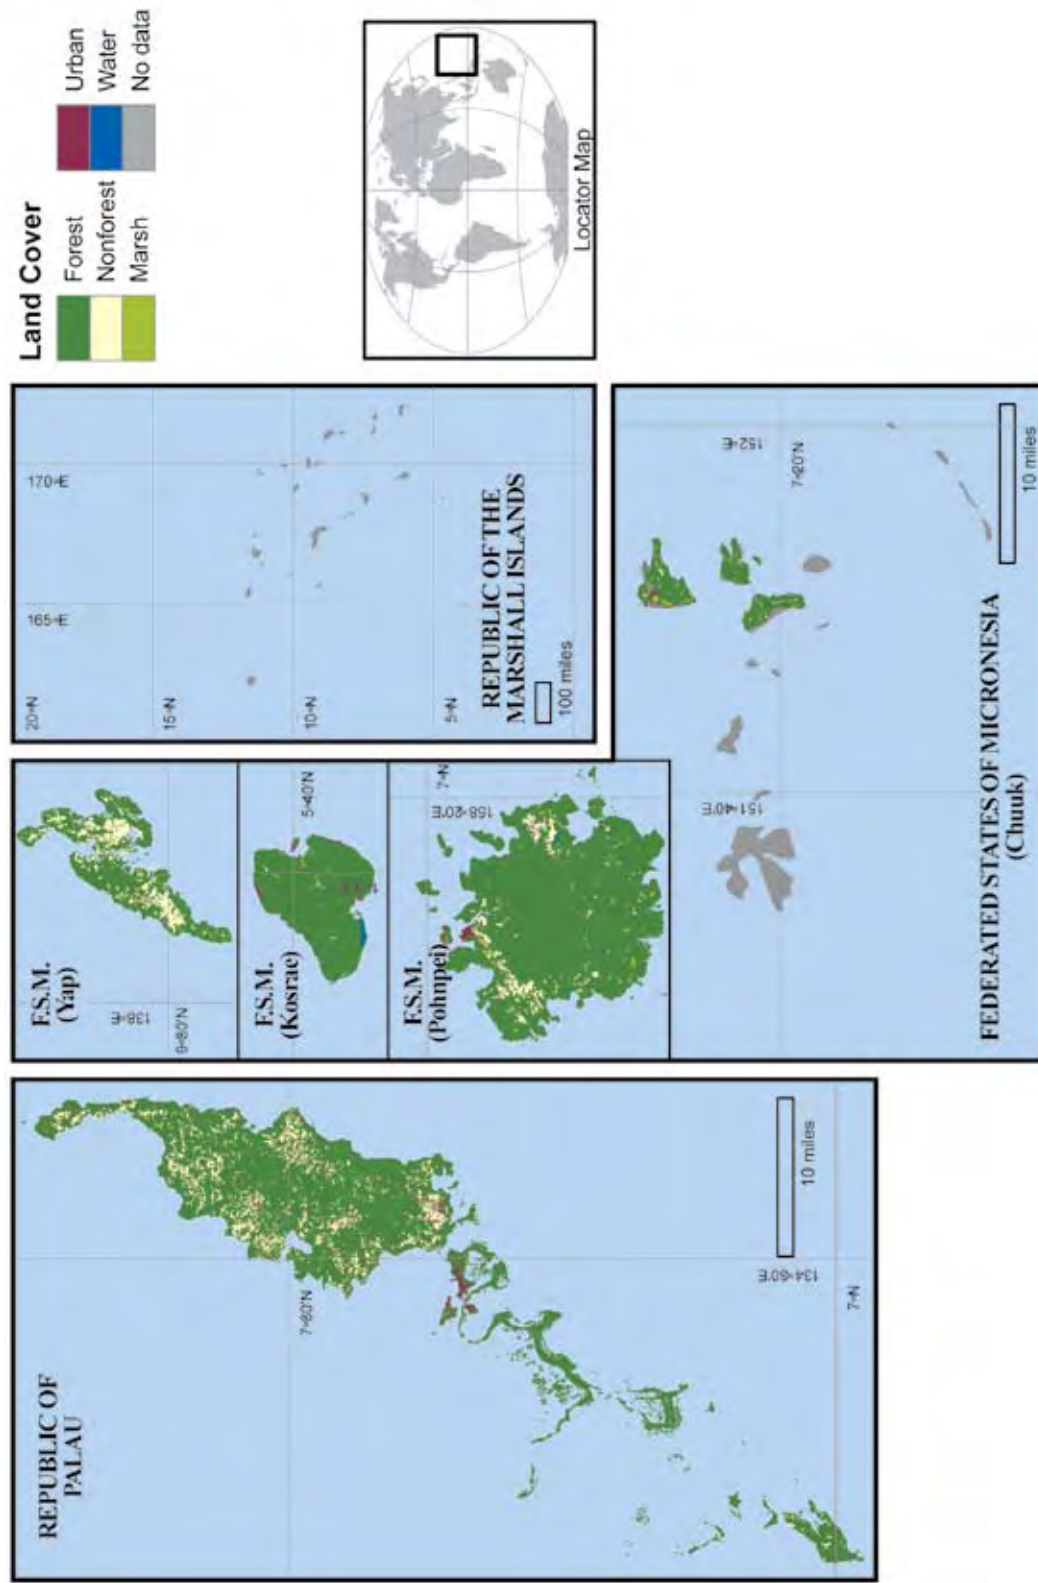 REPUBLIC OF
PALAU
7°30'N
134°30'E
7°N
10 miles
F.S.M.
(Yap)
138°E
9°30'N
F.S.M.
(Kosrae)
5°40'N
F.S.M.
(Pohnpei)
7°N
158°20'E
20°N
15°N
10°N
5°N
165°E
170°E
REPUBLIC OF THE
MARSHALL ISLANDS
100 miles
151°40'E
152°E
7°20'N
FEDERATED STATES OF MICRONESIA
(Chuuk)
10 miles
Land Cover
Forest
Nonforest
Marsh
Urban
Water
No data
Locator Map